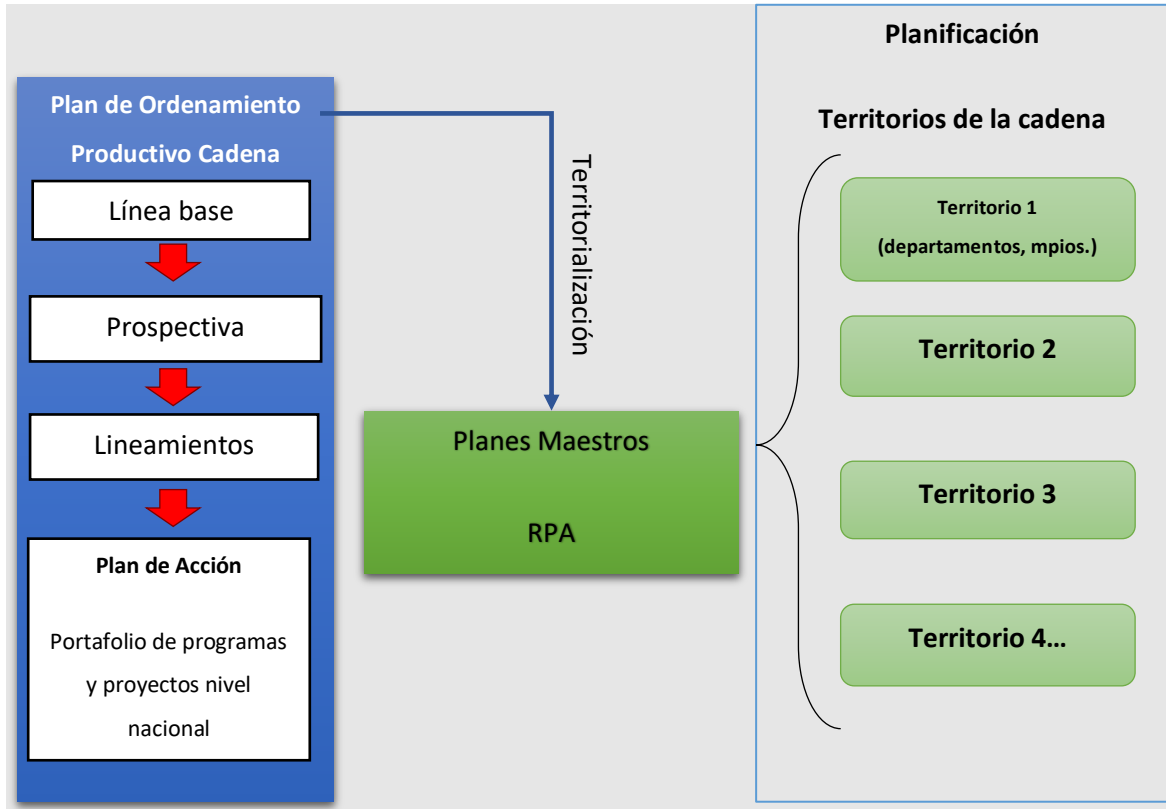 Plan de Ordenamiento
Productivo Cadena
Línea base
Prospectiva
Lineamientos
Plan de Acción
Portafolio de programas
y proyectos nivel
nacional
Territorialización
Planes Maestros
RPA
Planificación
Territorios de la cadena
Territorio 1
(departamentos, mpios.)
Territorio 2
Territorio 3
Territorio 4...